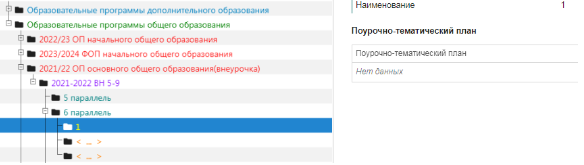 Образовательные программы дополнительного образования
Образовательные программы общего образования
2022/23 ОП начального общего образования
2023/2024 ФОП начального общего образования
2021/22 ОП основного общего образования(внеурочка)
2021-2022 ВН 5-9
5 параллель
6 параллель
1
< ... >
< ... >
Наименование 1
Поурочно-тематический план
Поурочно-тематический план
Нет данных